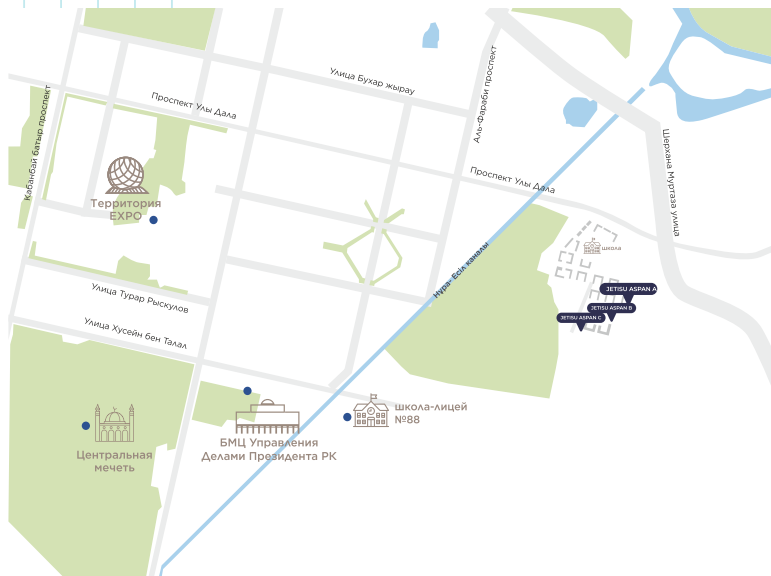 Улица Бухар жырау
Аль-Фараби проспект
Проспект Улы Дала
Кабанбай батыр проспект
Шерхана Муртаза улица
Проспект Улы Дала
Территория
EXPO
школа
Нура- Есіл каналы
JETISU ASPAN A
JETISU ASPAN B
JETISU ASPAN C
Улица Турар Рыскулов
Улица Хусейн бен Талал
школа-лицей
№88
БМЦ Управления
Делами Президента РК
Центральная
мечеть